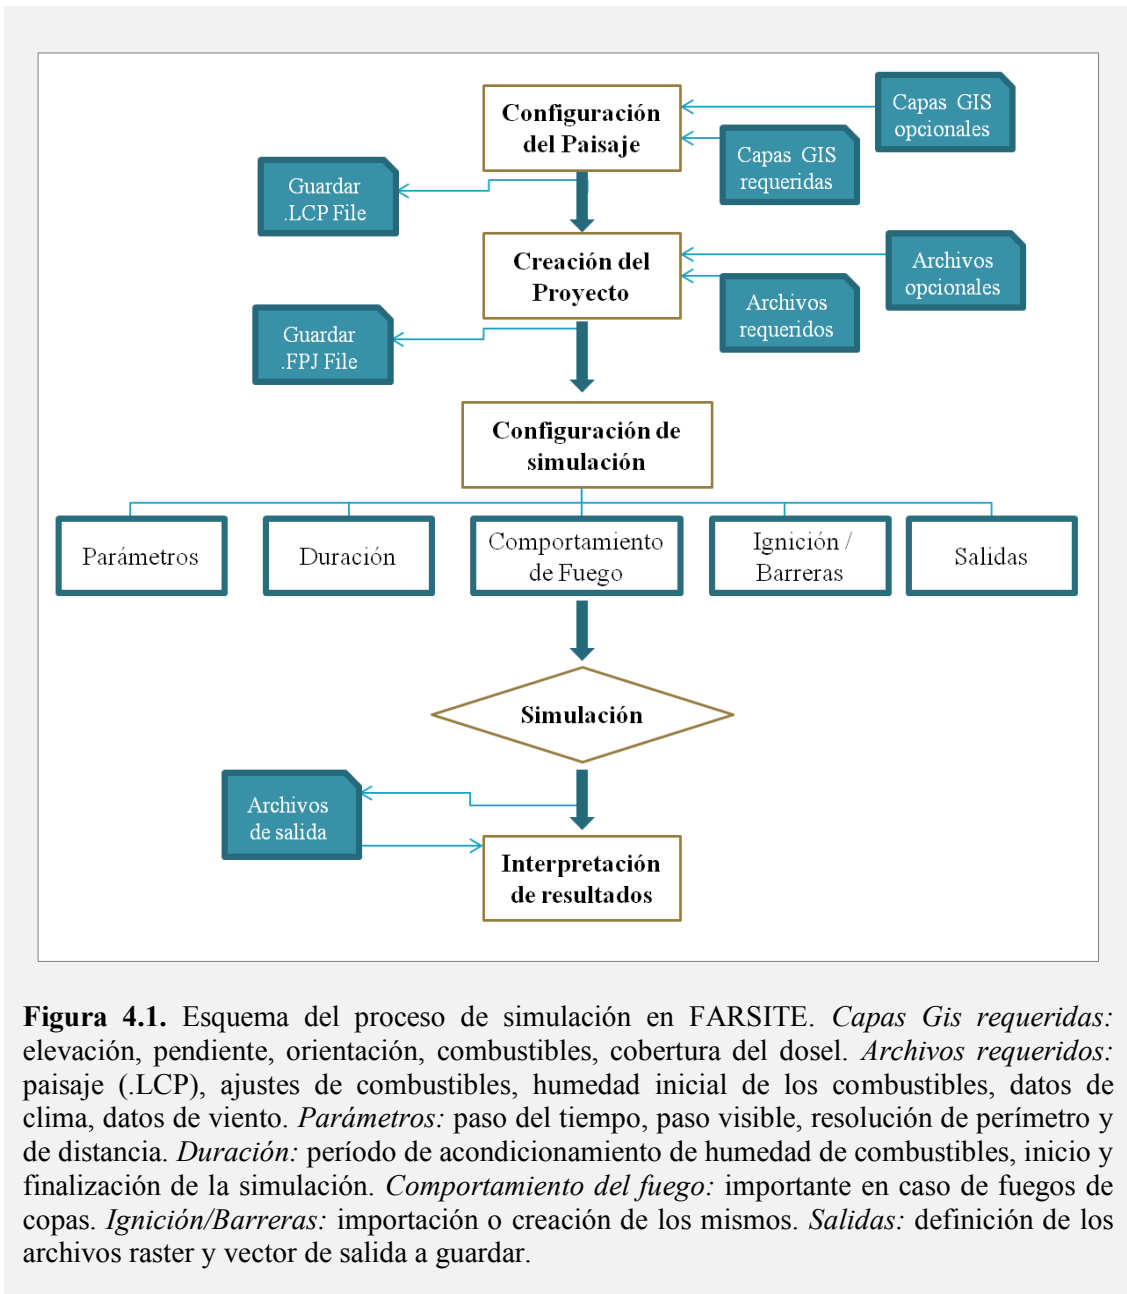 Configuración
del Paisaje
Capas GIS
opcionales
Capas GIS
requeridas
Guardar
.LCP File
Creación del
Proyecto
Archivos
opcionales
Archivos
requeridos
Guardar
.FPJ File
Configuración de
simulación
Parámetros
Duración
Comportamiento
de Fuego
Ignición /
Barreras
Salidas
Simulación
Archivos
de salida
Interpretación
de resultados
Figura 4.1. Esquema del proceso de simulación en FARSITE. Capas Gis requeridas:
elevación, pendiente, orientación, combustibles, cobertura del dosel. Archivos requeridos:
paisaje (.LCP), ajustes de combustibles, humedad inicial de los combustibles, datos de
clima, datos de viento. Parámetros: paso del tiempo, paso visible, resolución de perímetro y
de distancia. Duración: período de acondicionamiento de humedad de combustibles, inicio y
finalización de la simulación. Comportamiento del fuego: importante en caso de fuegos de
copas. Ignición/Barreras: importación o creación de los mismos. Salidas: definición de los
archivos raster y vector de salida a guardar.